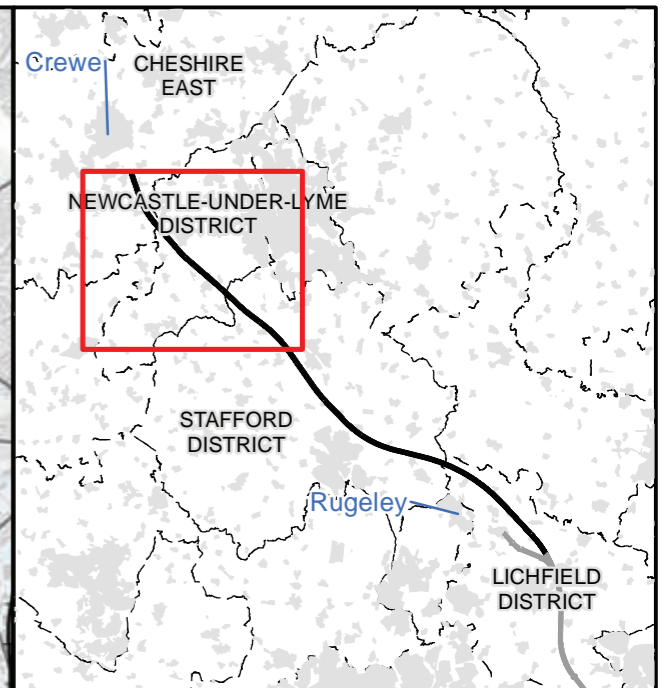 Crewe
CHESHIRE
EAST
NEWCASTLE-UNDER-LYME
DISTRICT
STAFFORD
DISTRICT
Rugeley
LICHFIELD
DISTRICT